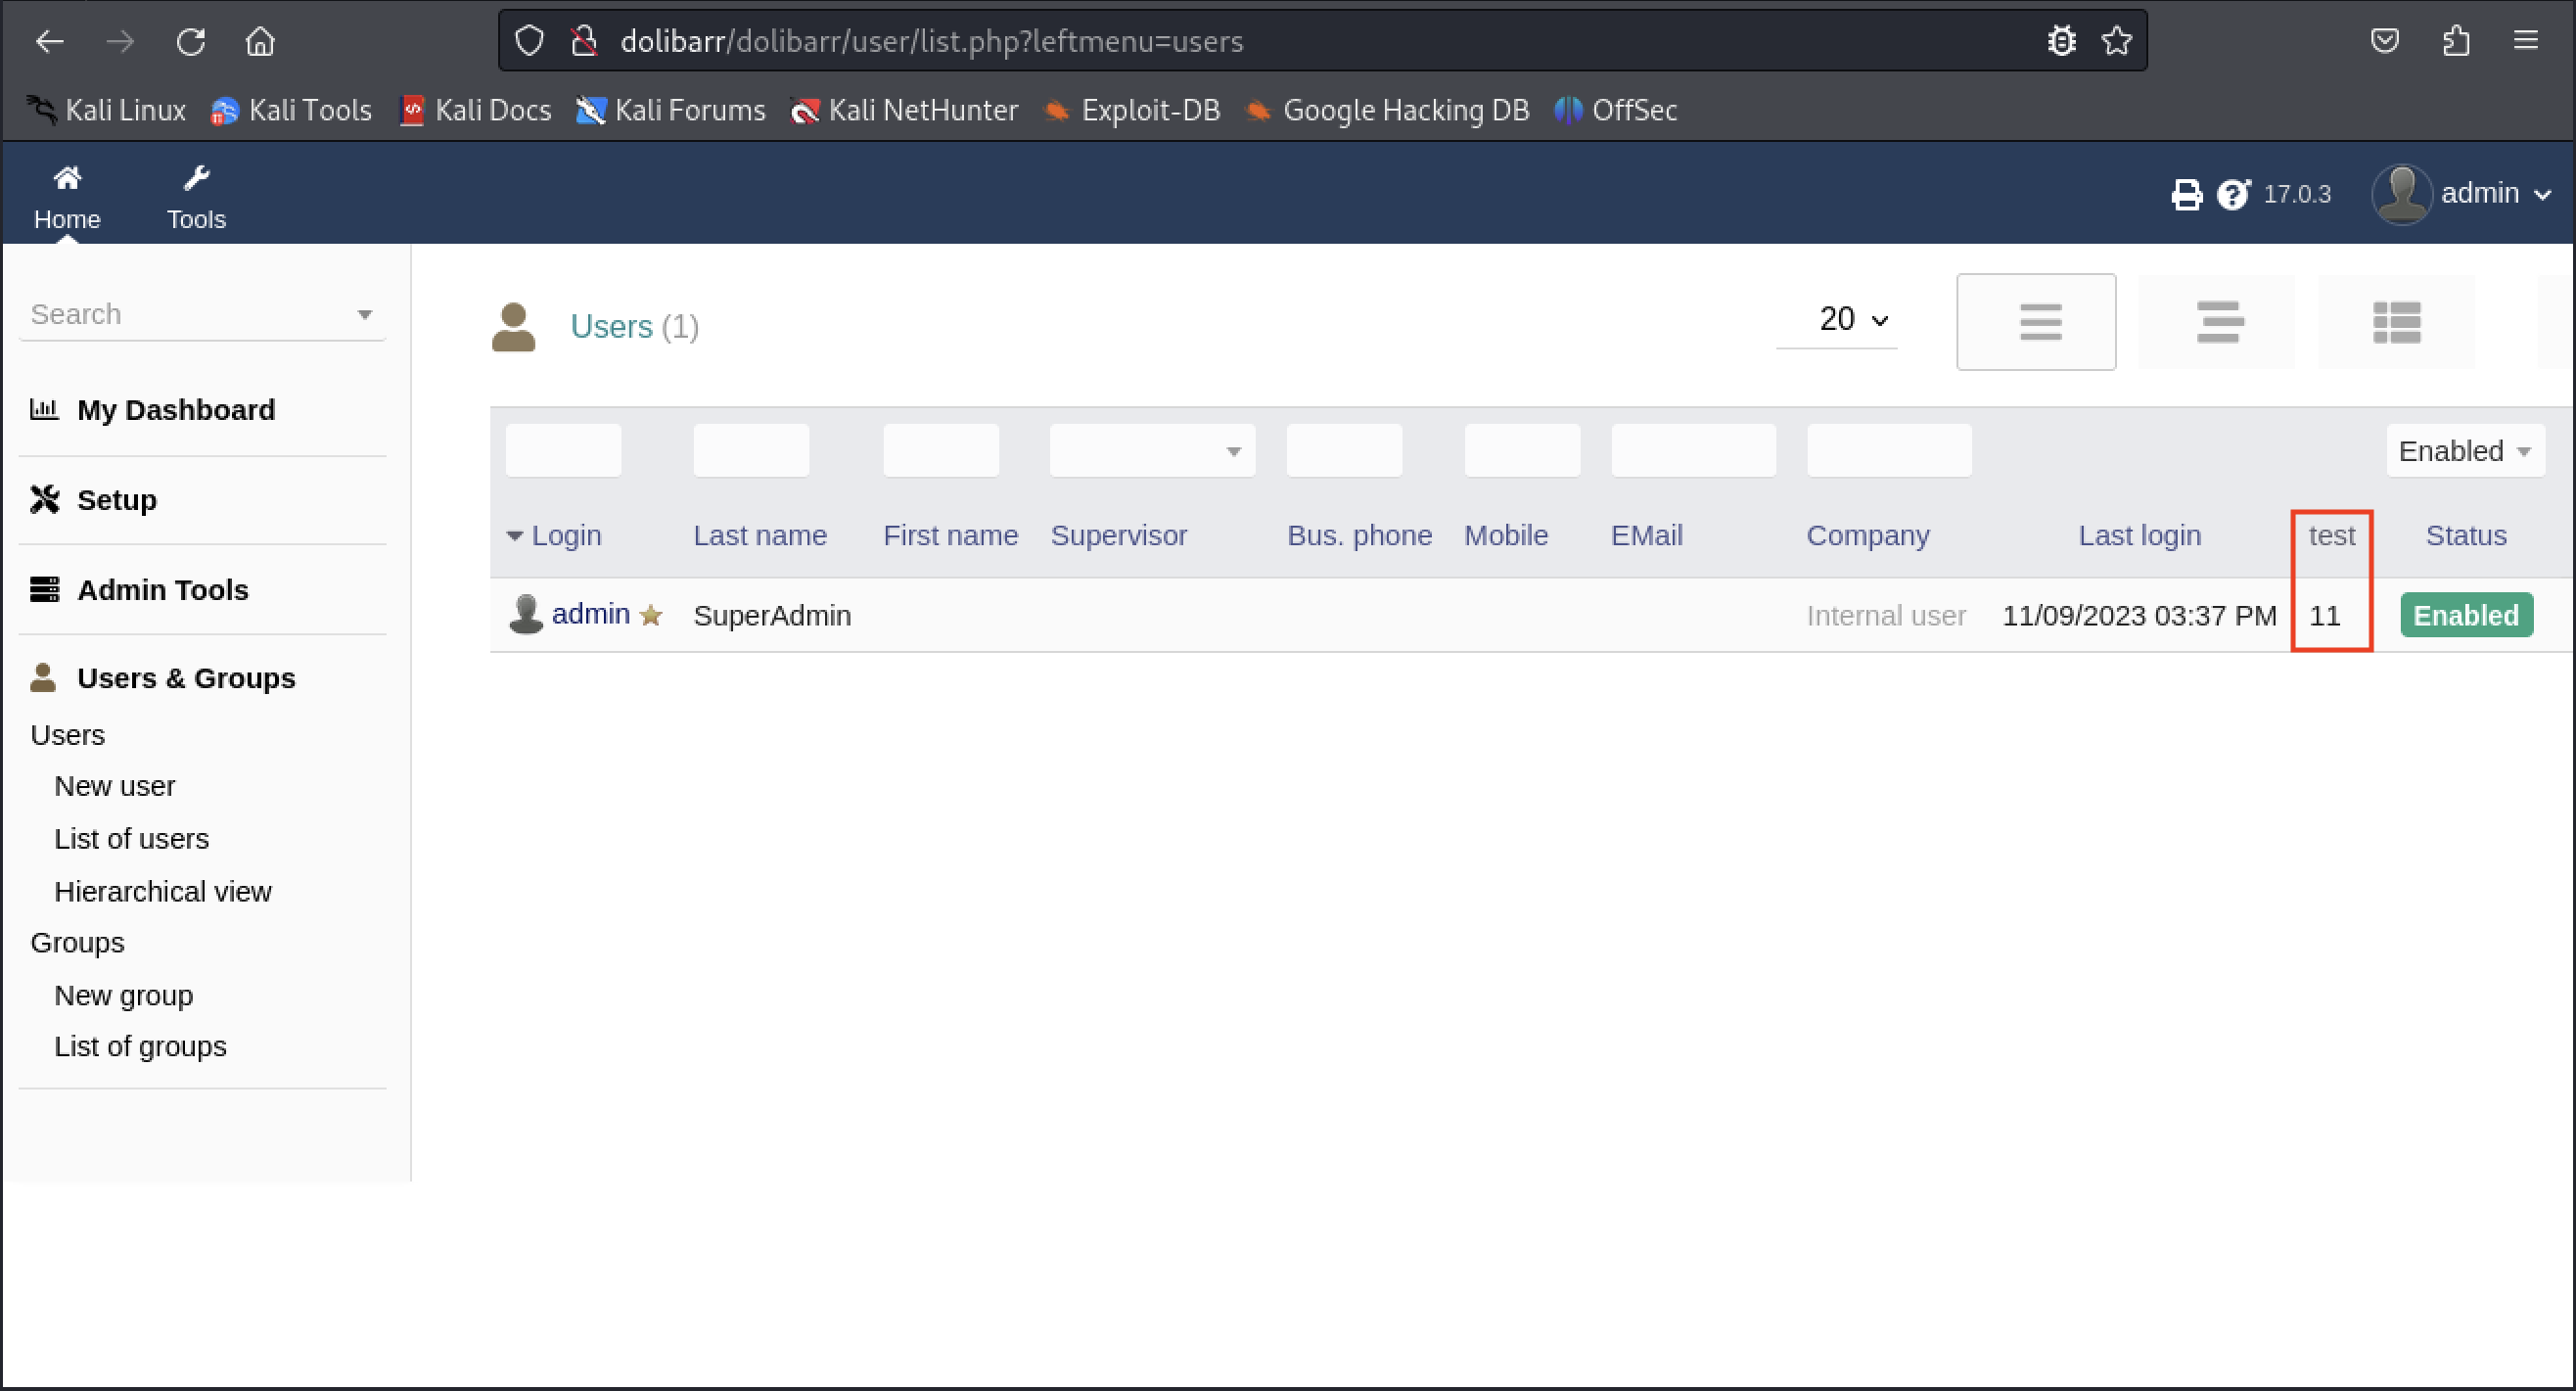 dolibarr/dolibarr/user/list.php?leftmenu=users
Kali Linux Kali Tools Kali Docs Kali Forums Kali NetHunter Exploit-DB Google Hacking DB OffSec
Home Tools 17.0.3 admin
Search
My Dashboard
Setup
Admin Tools
Users & Groups
Users
New user
List of users
Hierarchical view
Groups
New group
List of groups
Users (1) 20
Enabled
Login Last name First name Supervisor Bus. phone Mobile EMail Company Last login test Status
admin SuperAdmin Internal user 11/09/2023 03:37 PM 11 Enabled